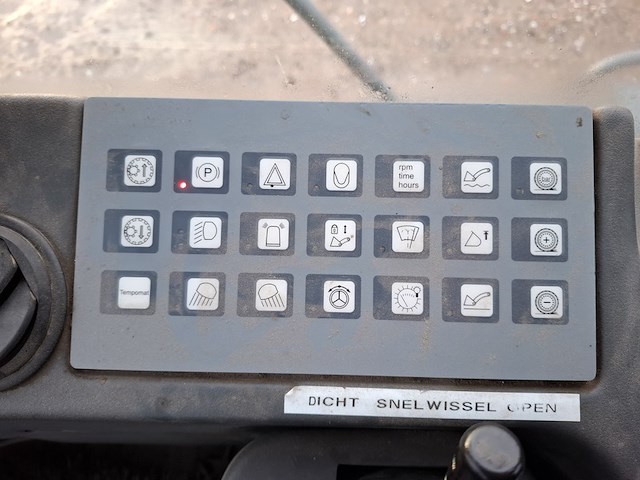 P
rpm
time
hours
bar
Tempomat
DICHT SNELWISSEL OPEN